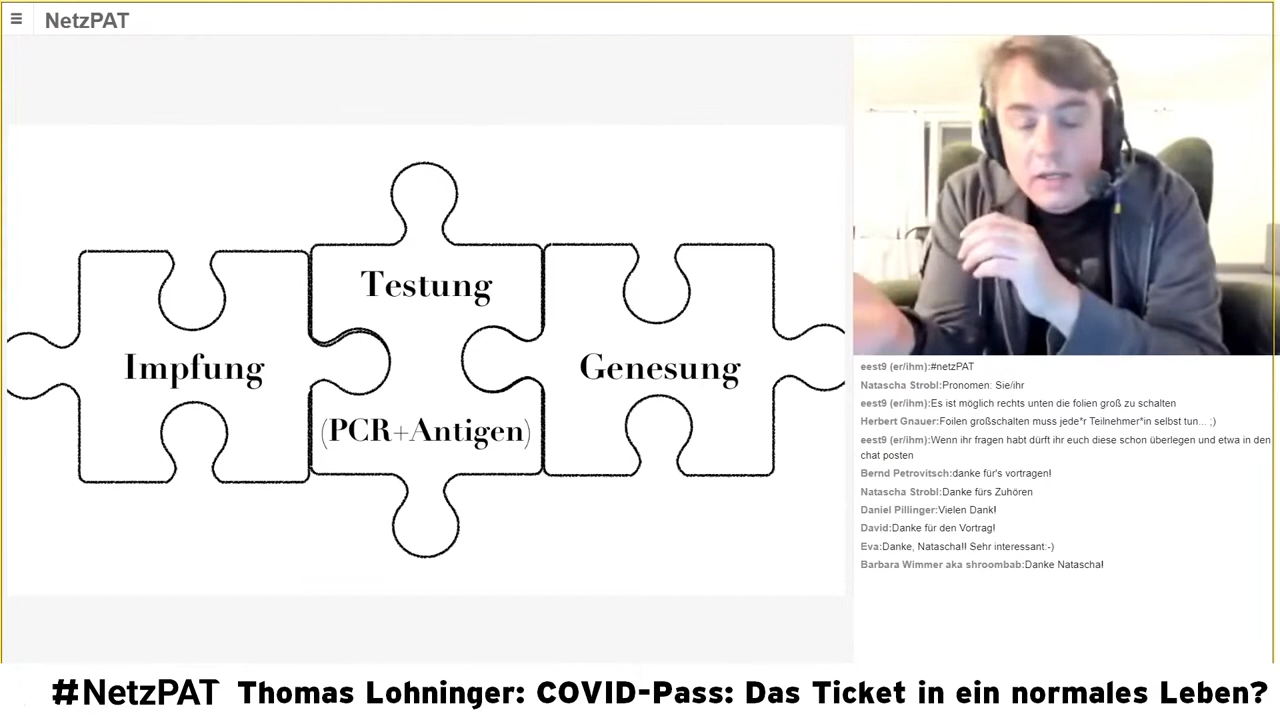 NetzPAT
Testung
Impfung
Genesung
(PCR+Antigen)
eest9 (er/ihm):#netzPAT
Natascha Strobl:Pronomen: Sie/ihr
eest9 (er/ihm):Es ist möglich rechts unten die folien groß zu schalten
Herbert Gnauer:Foilen großschalten muss jede*r Teilnehmer*in selbst tun... ;)
eest9 (er/ihm):Wenn ihr fragen habt dürft ihr euch diese schon überlegen und etwa in den
chat posten
Bernd Petrovitsch:danke für's vortragen!
Natascha Strobl:Danke fürs Zuhören
Daniel Pillinger:Vielen Dank!
David:Danke für den Vortrag!
Eva:Danke, Natascha!! Sehr interessant:-)
Barbara Wimmer aka shroombab:Danke Natascha!
#NetzPAT Thomas Lohninger: COVID-Pass: Das Ticket in ein normales Leben?